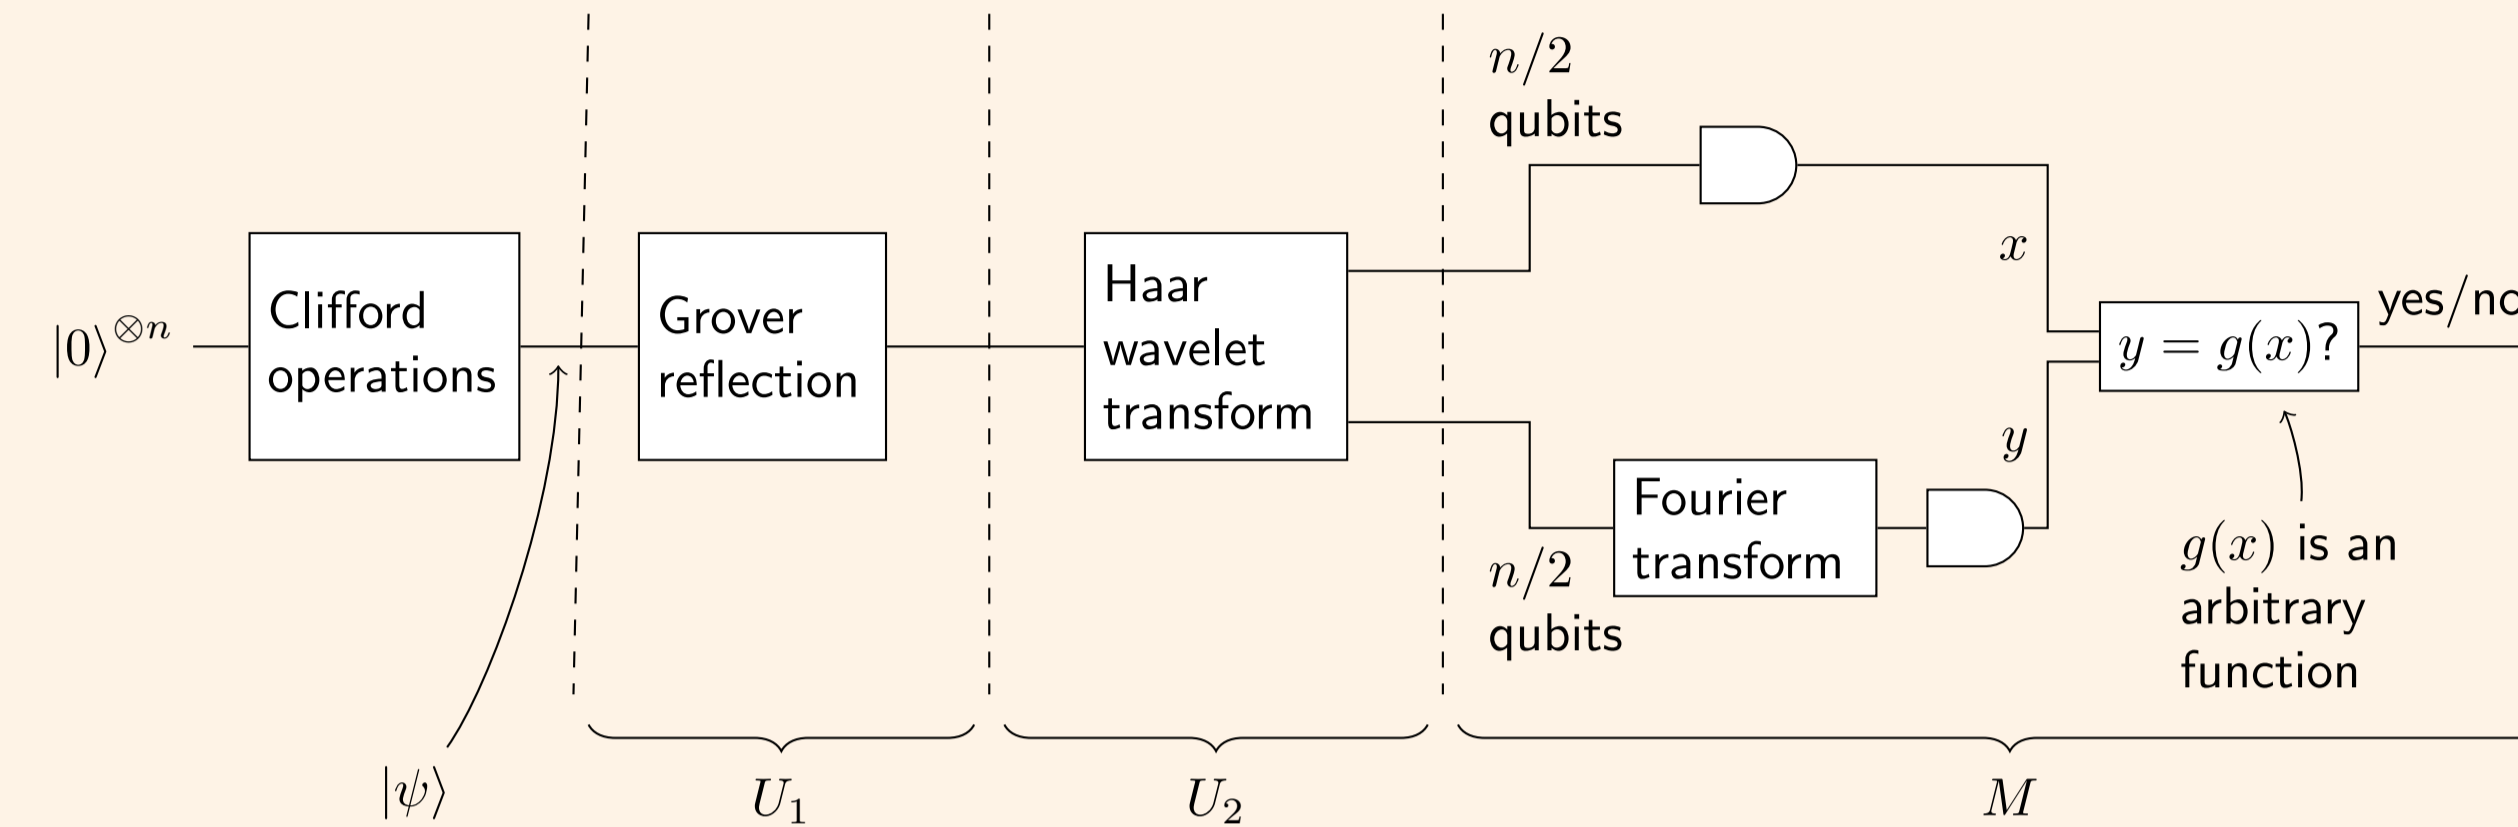 n/2
qubits
|0⟩^{⊗n}
Clifford
operations
Grover
reflection
Haar
wavelet
transform
x
y = g(x)?
yes/no
y
Fourier
transform
n/2
qubits
g(x) is an
arbitrary
function
|ψ⟩
U_1
U_2
M